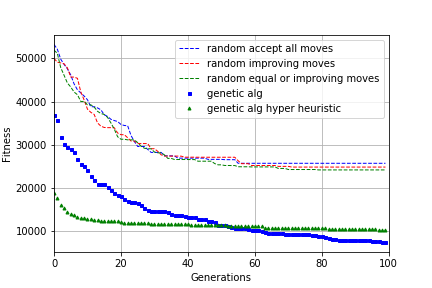 random accept all moves
random improving moves
random equal or improving moves
genetic alg
genetic alg hyper heuristic
Fitness
50000
40000
30000
20000
10000
0 20 40 60 80 100
Generations